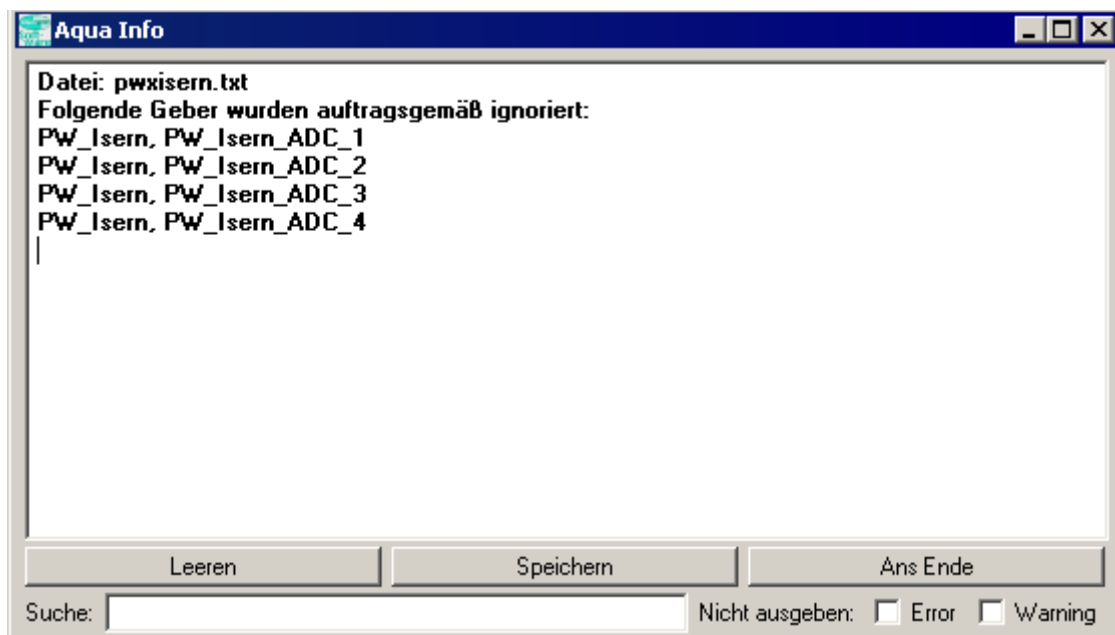 Aqua Info
Datei: pwxisern.txt
Folgende Geber wurden auftragsgemäß ignoriert:
PW_Isern, PW_Isern_ADC_1
PW_Isern, PW_Isern_ADC_2
PW_Isern, PW_Isern_ADC_3
PW_Isern, PW_Isern_ADC_4
Leeren Speichern Ans Ende
Suche: Nicht ausgeben: Error Warning